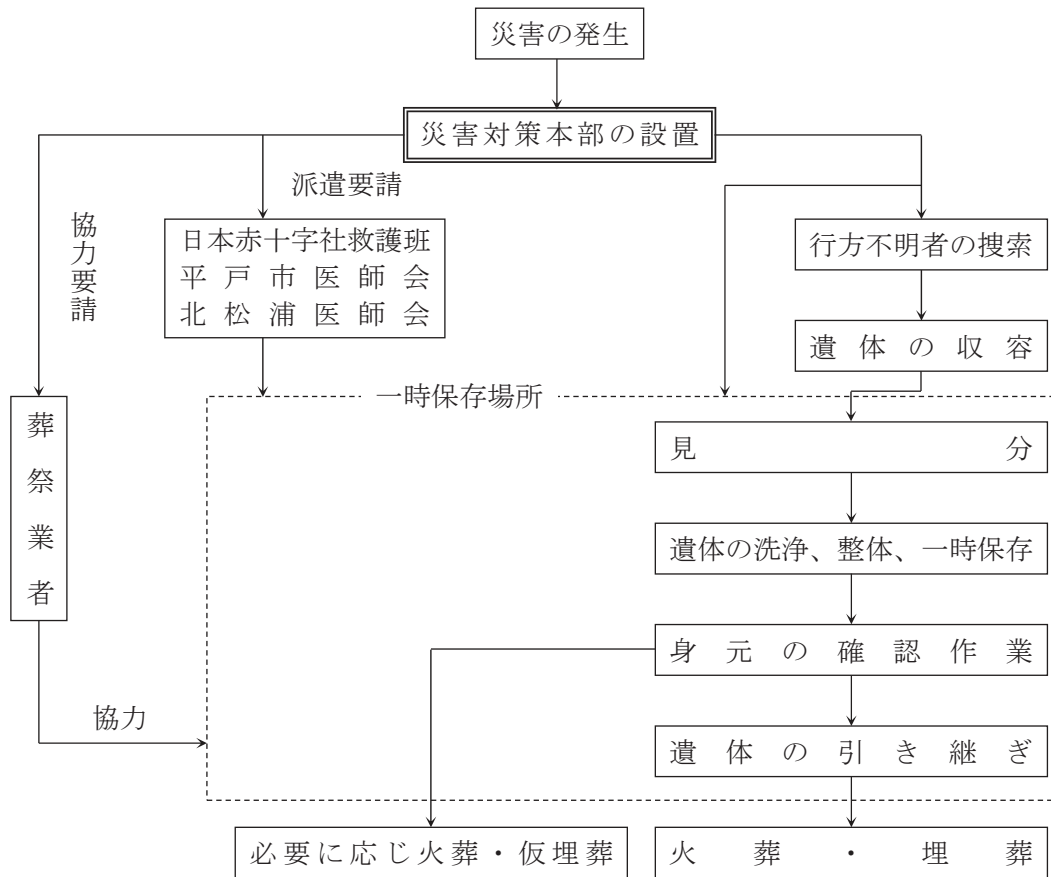 災害の発生
災害対策本部の設置
派遣要請
協力要請
日本赤十字社救護班
平戸市医師会
北松浦医師会
行方不明者の捜索
遺体の収容
一時保存場所
葬祭業者
見分
遺体の洗浄、整体、一時保存
身元の確認作業
協力
遺体の引き継ぎ
必要に応じ火葬・仮埋葬
火葬・埋葬